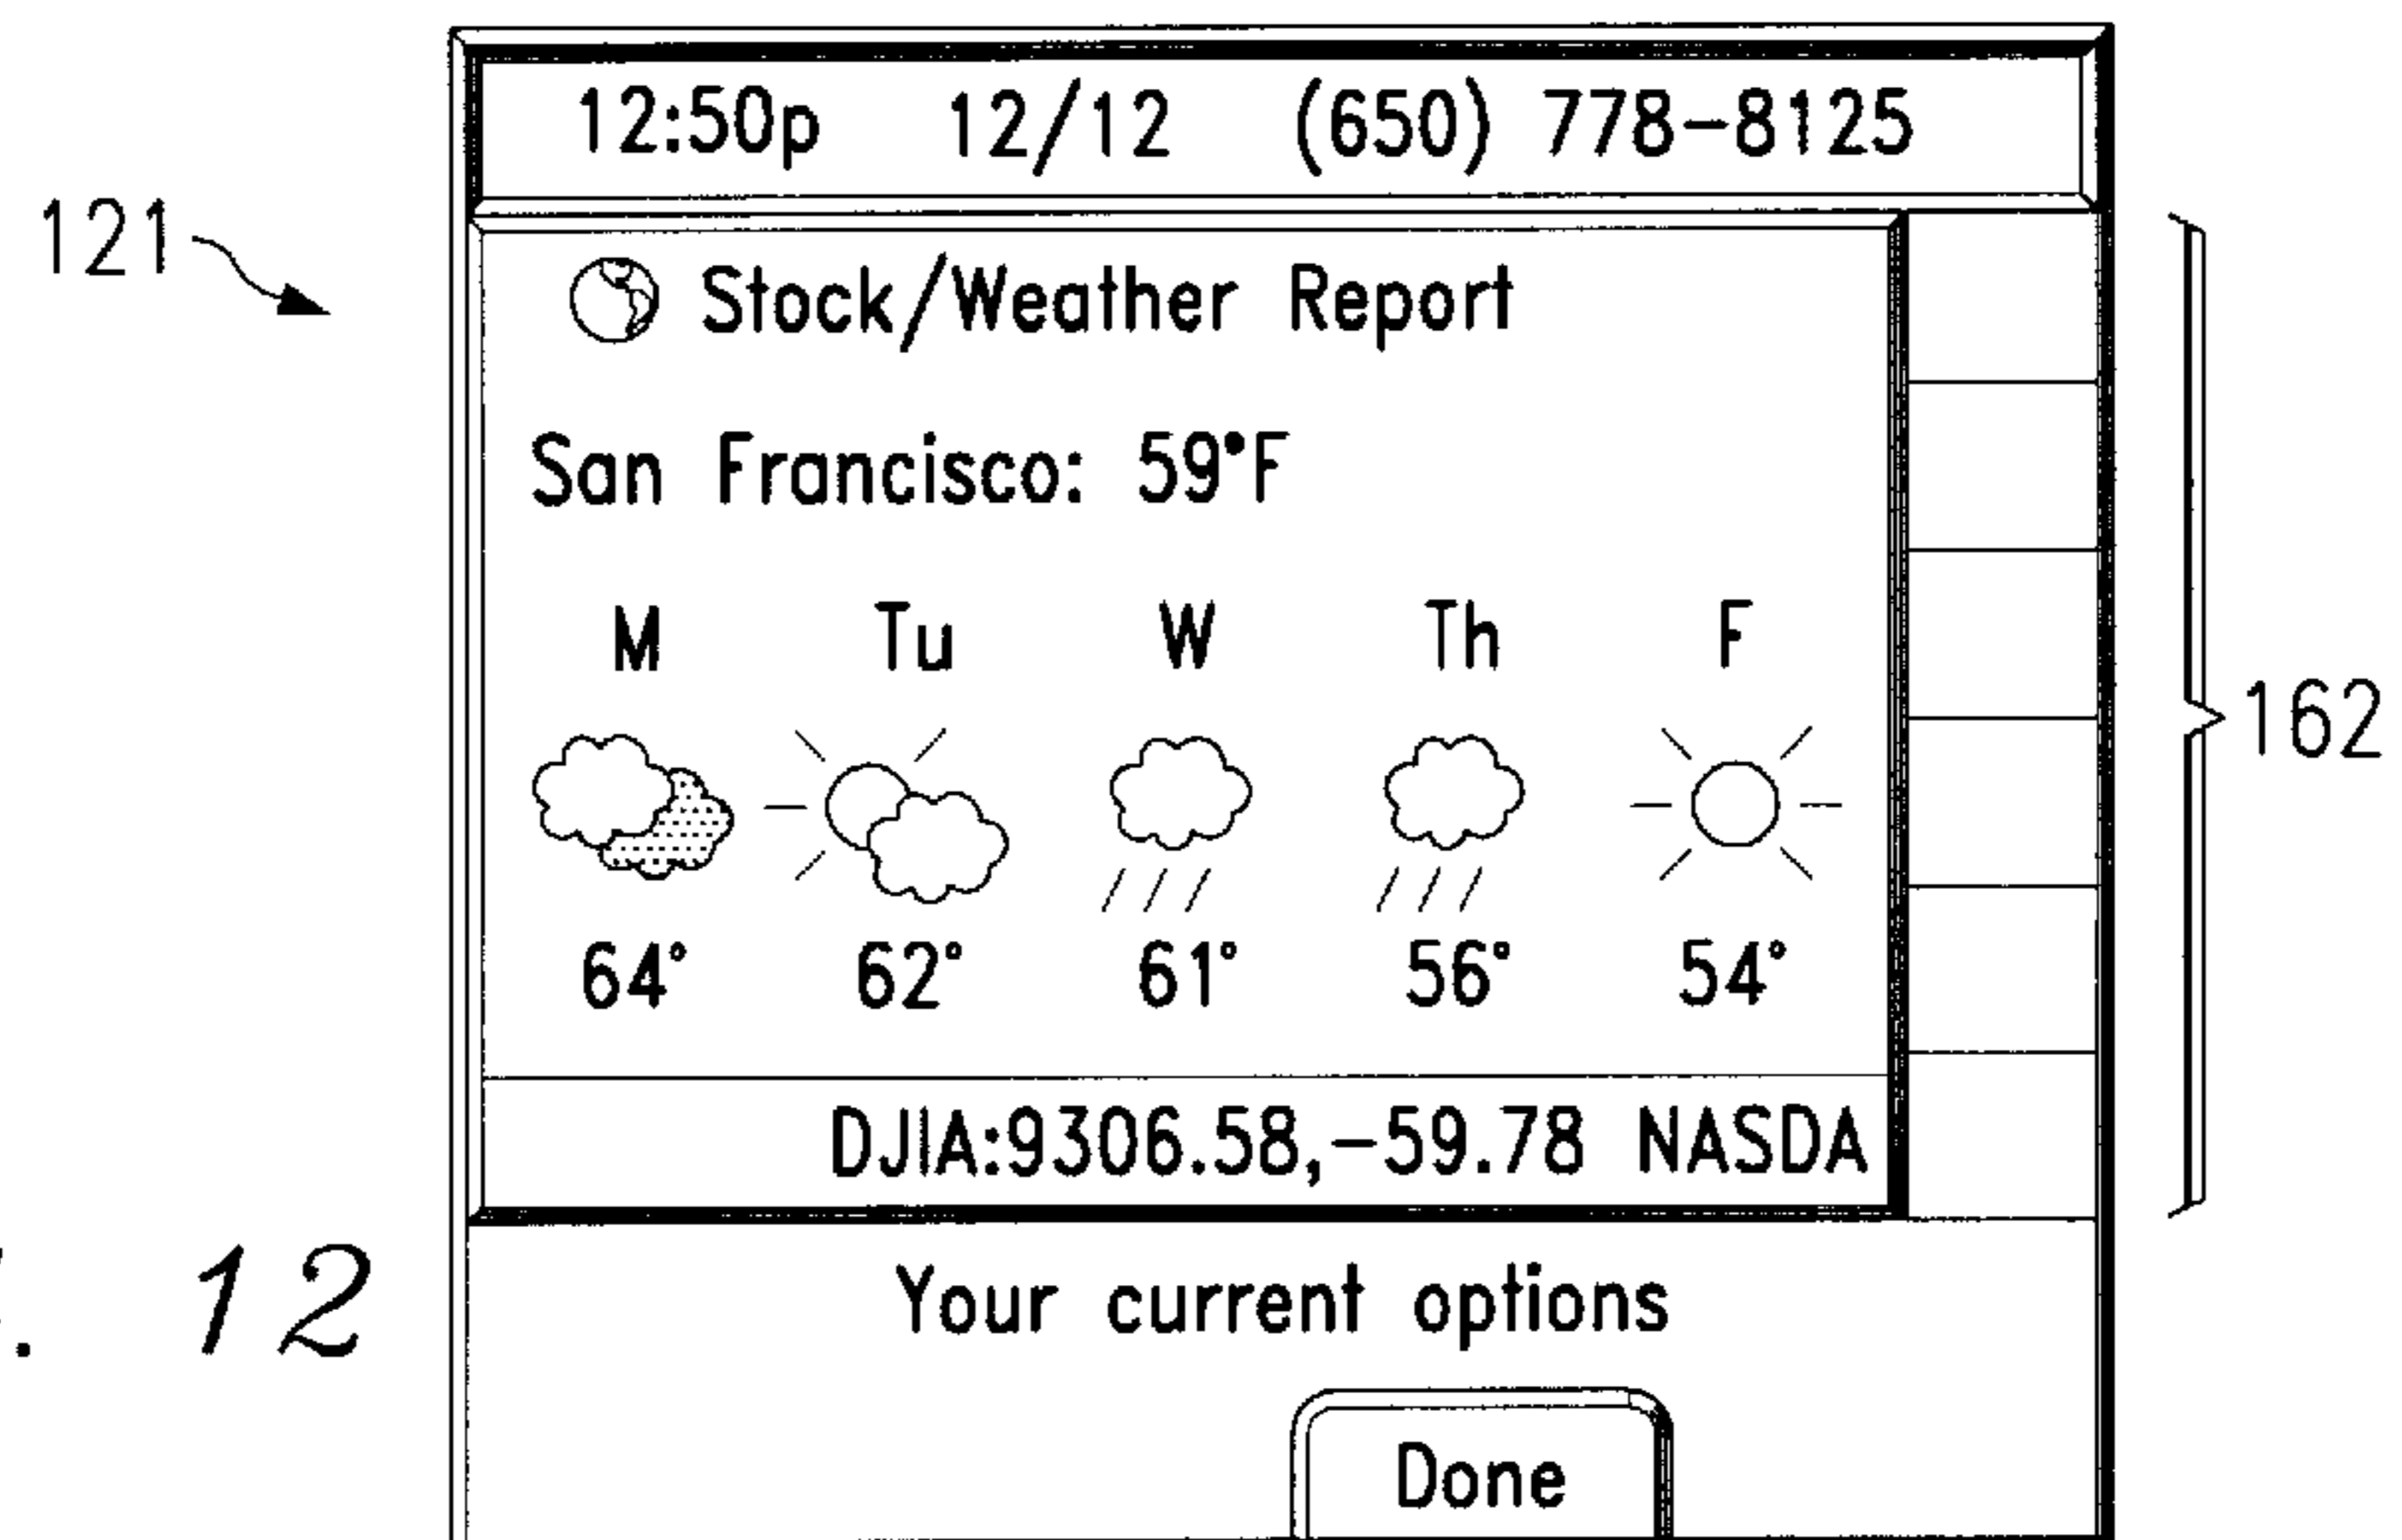 12:50p 12/12 (650) 778-8125
121
Stock/Weather Report
San Francisco: 59°F
M Tu W Th F
162
64° 62° 61° 56° 54°
DJIA:9306.58,-59.78 NASDA
. 12
Your current options
Done